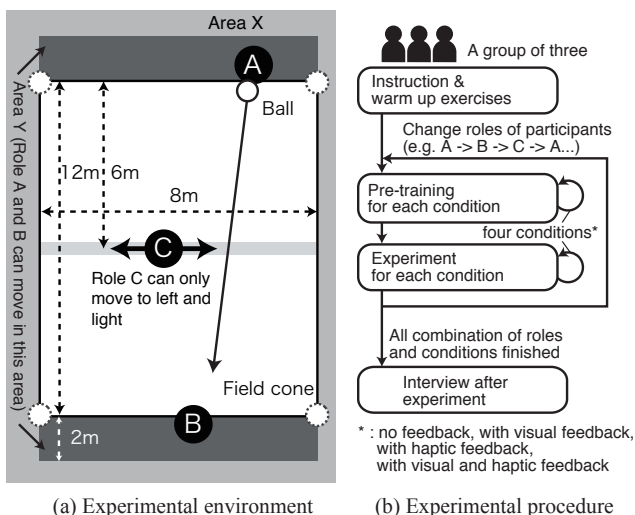 Area X
Area Y (Role A and B can move in this area)
A
Ball
12m
6m
8m
C
Role C can only
move to left and
light
Field cone
B
2m
(a) Experimental environment
A group of three
Instruction &
warm up exercises
Change roles of participants
(e.g. A -> B -> C -> A...)
Pre-training
for each condition
four conditions*
Experiment
for each condition
All combination of roles
and conditions finished
Interview after
experiment
* : no feedback, with visual feedback,
with haptic feedback,
with visual and haptic feedback
(b) Experimental procedure